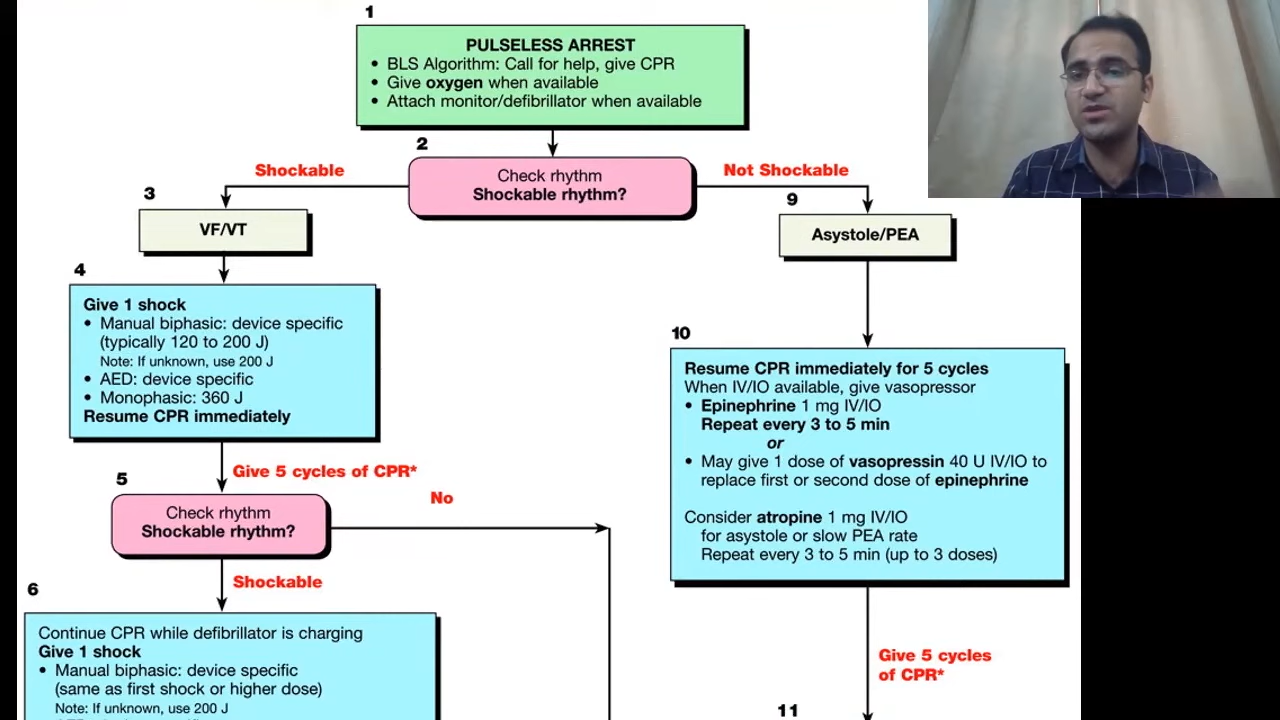 1
PULSELESS ARREST
• BLS Algorithm: Call for help, give CPR
• Give oxygen when available
• Attach monitor/defibrillator when available
2
Check rhythm
Shockable rhythm?
Shockable
Not Shockable
3
VF/VT
4
Give 1 shock
• Manual biphasic: device specific
(typically 120 to 200 J)
Note: If unknown, use 200 J
• AED: device specific
• Monophasic: 360 J
Resume CPR immediately
Give 5 cycles of CPR*
5
Check rhythm
Shockable rhythm?
No
Shockable
6
Continue CPR while defibrillator is charging
Give 1 shock
• Manual biphasic: device specific
(same as first shock or higher dose)
Note: If unknown, use 200 J
9
Asystole/PEA
10
Resume CPR immediately for 5 cycles
When IV/IO available, give vasopressor
• Epinephrine 1 mg IV/IO
Repeat every 3 to 5 min
or
• May give 1 dose of vasopressin 40 U IV/IO to
replace first or second dose of epinephrine
Consider atropine 1 mg IV/IO
for asystole or slow PEA rate
Repeat every 3 to 5 min (up to 3 doses)
Give 5 cycles
of CPR*
11